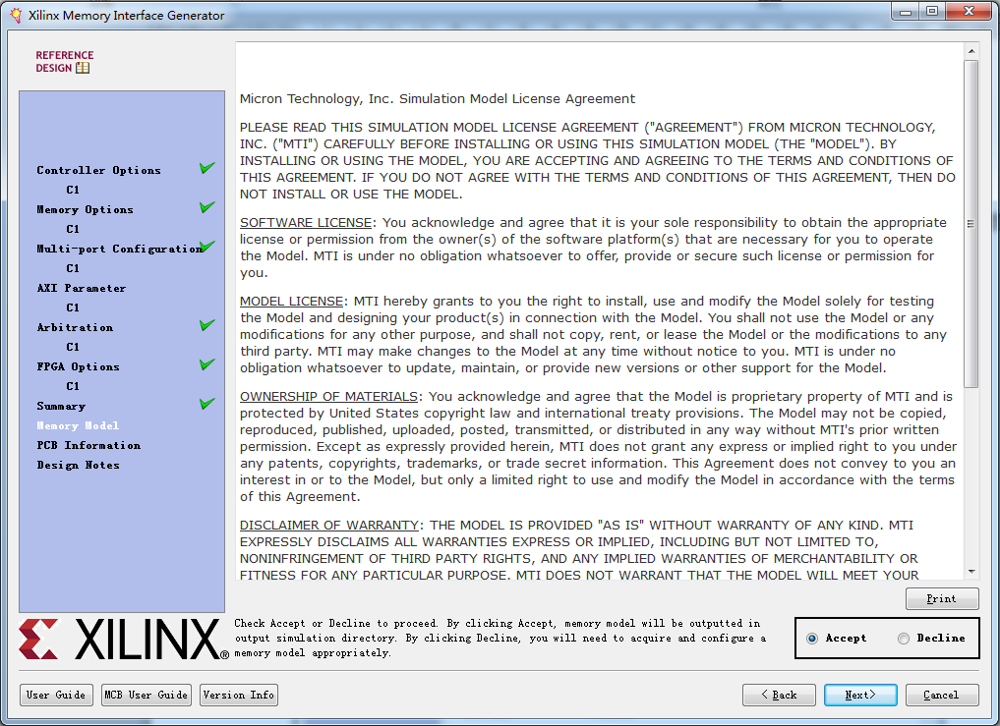 Xilinx Memory Interface Generator
REFERENCE
DESIGN
Controller Options
C1
Memory Options
C1
Multi-port Configuration
C1
AXI Parameter
C1
Arbitration
C1
FPGA Options
C1
Summary
Memory Model
PCB Information
Design Notes
Micron Technology, Inc. Simulation Model License Agreement
PLEASE READ THIS SIMULATION MODEL LICENSE AGREEMENT ("AGREEMENT") FROM MICRON TECHNOLOGY,
INC. ("MTI") CAREFULLY BEFORE INSTALLING OR USING THIS SIMULATION MODEL (THE "MODEL"). BY
INSTALLING OR USING THE MODEL, YOU ARE ACCEPTING AND AGREEING TO THE TERMS AND CONDITIONS OF
THIS AGREEMENT. IF YOU DO NOT AGREE WITH THE TERMS AND CONDITIONS OF THIS AGREEMENT, THEN DO
NOT INSTALL OR USE THE MODEL.
SOFTWARE LICENSE: You acknowledge and agree that it is your sole responsibility to obtain the appropriate
license or permission from the owner(s) of the software platform(s) that are necessary for you to operate
the Model. MTI is under no obligation whatsoever to offer, provide or secure such license or permission for
you.
MODEL LICENSE: MTI hereby grants to you the right to install, use and modify the Model solely for testing
the Model and designing your product(s) in connection with the Model. You shall not use the Model or any
modifications for any other purpose, and shall not copy, rent, or lease the Model or the modifications to any
third party. MTI may make changes to the Model at any time without notice to you. MTI is under no
obligation whatsoever to update, maintain, or provide new versions or other support for the Model.
OWNERSHIP OF MATERIALS: You acknowledge and agree that the Model is proprietary property of MTI and is
protected by United States copyright law and international treaty provisions. The Model may not be copied,
reproduced, published, uploaded, posted, transmitted, or distributed in any way without MTI's prior written
permission. Except as expressly provided herein, MTI does not grant any express or implied right to you under
any patents, copyrights, trademarks, or trade secret information. This Agreement does not convey to you an
interest in or to the Model, but only a limited right to use and modify the Model in accordance with the terms
of this Agreement.
DISCLAIMER OF WARRANTY: THE MODEL IS PROVIDED "AS IS" WITHOUT WARRANTY OF ANY KIND. MTI
EXPRESSLY DISCLAIMS ALL WARRANTIES EXPRESS OR IMPLIED, INCLUDING BUT NOT LIMITED TO,
NONINFRINGEMENT OF THIRD PARTY RIGHTS, AND ANY IMPLIED WARRANTIES OF MERCHANTABILITY OR
FITNESS FOR ANY PARTICULAR PURPOSE. MTI DOES NOT WARRANT THAT THE MODEL WILL MEET YOUR
Print
XILINX®
Check Accept or Decline to proceed. By clicking Accept, memory model will be outputted in
output simulation directory. By clicking Decline, you will need to acquire and configure a
memory model appropriately.
Accept
Decline
User Guide
MCB User Guide
Version Info
< Back
Next>
Cancel